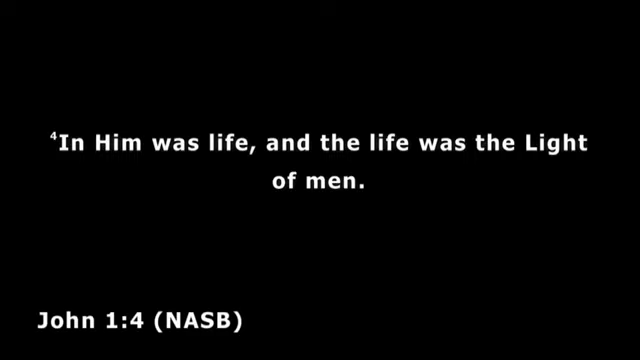 ⁴In Him was life, and the life was the Light
of men.
John 1:4 (NASB)